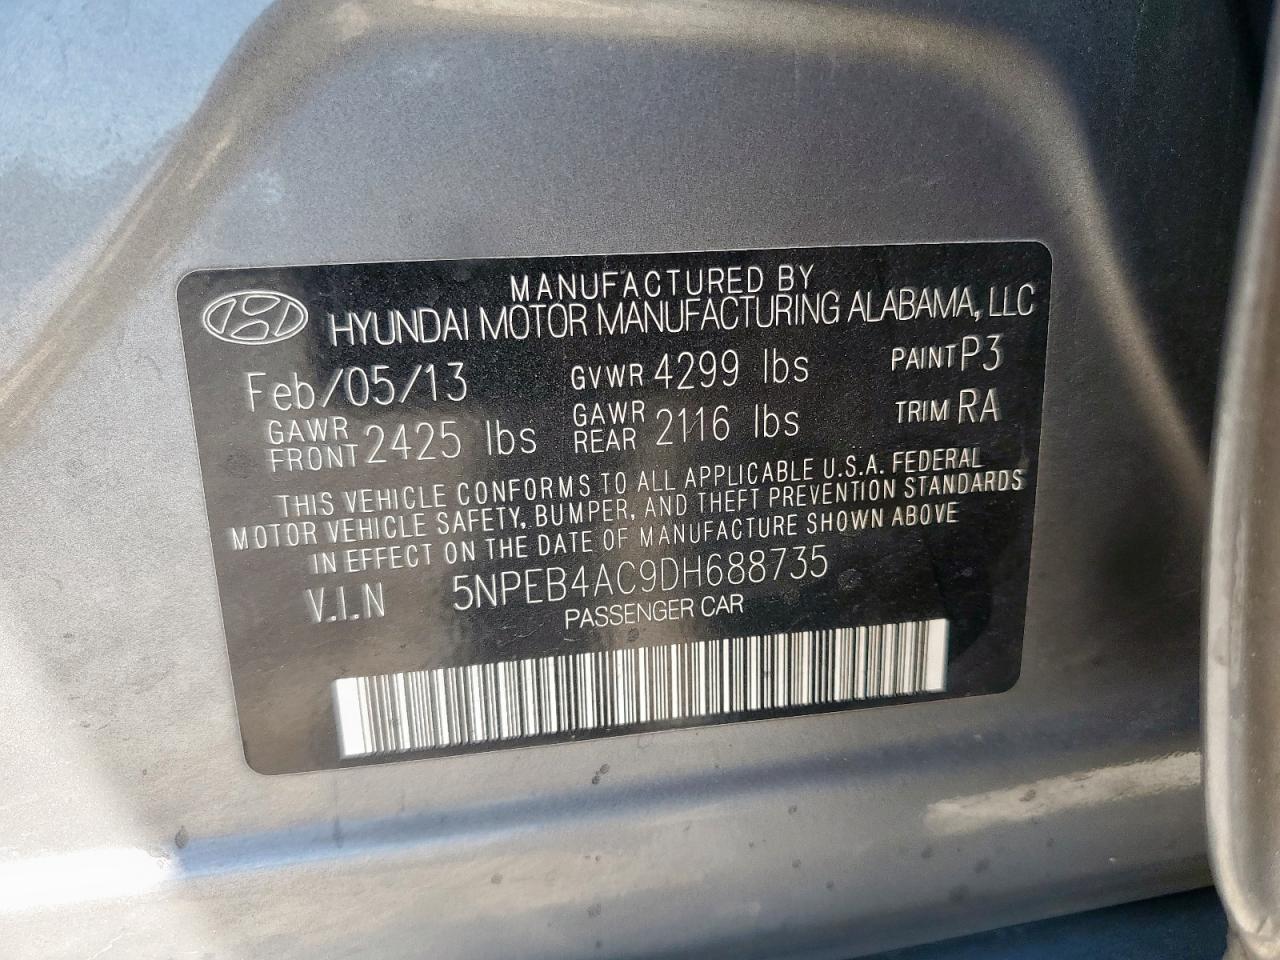 MANUFACTURED BY
HYUNDAI MOTOR MANUFACTURING ALABAMA, LLC
Feb/05/13 GVWR 4299 lbs PAINT P3
GAWR FRONT 2425 lbs GAWR REAR 2116 lbs TRIM RA
THIS VEHICLE CONFORMS TO ALL APPLICABLE U.S.A. FEDERAL
MOTOR VEHICLE SAFETY, BUMPER, AND THEFT PREVENTION STANDARDS
IN EFFECT ON THE DATE OF MANUFACTURE SHOWN ABOVE
V.I.N 5NPEB4AC9DH688735
PASSENGER CAR